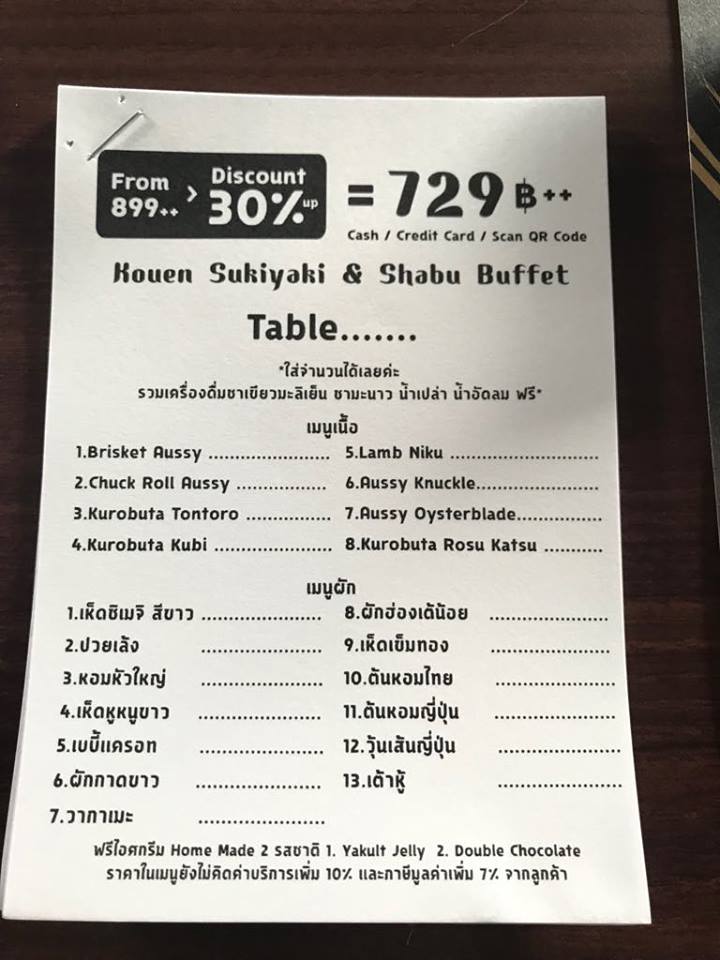 From 899++ > Discount 30%up = 729 ฿++
Cash / Credit Card / Scan QR Code
Kouen Sukiyaki & Shabu Buffet
Table.......
*ใส่จำนวนได้เลยค่ะ
รวมเครื่องดื่มชาเขียวมะลิเย็น ชามะนาว น้ำเปล่า น้ำอัดลม ฟรี*
เมนูเนื้อ
1.Brisket Aussy ....................... 5.Lamb Niku ............................
2.Chuck Roll Aussy ................. 6.Aussy Knuckle.......................
3.Kurobuta Tontoro ................ 7.Aussy Oysterblade................
4.Kurobuta Kubi ...................... 8.Kurobuta Rosu Katsu ...........
เมนูผัก
1.เห็ดชิเมจิ สีขาว ....................... 8.ผักฮ่องเต้น้อย .......................
2.ปวยเล้ง ....................... 9.เห็ดเข็มทอง .......................
3.หอมหัวใหญ่ ....................... 10.ต้นหอมไทย .......................
4.เห็ดหูหนูขาว ....................... 11.ต้นหอมญี่ปุ่น .......................
5.เบบี้แครอท ....................... 12.วุ้นเส้นญี่ปุ่น .......................
6.ผักกาดขาว ....................... 13.เต้าหู้ .......................
7.วากาเมะ .......................
ฟรีไอศกรีม Home Made 2 รสชาติ 1. Yakult Jelly 2. Double Chocolate
ราคาในเมนูยังไม่คิดค่าบริการเพิ่ม 10% และภาษีมูลค่าเพิ่ม 7% จากลูกค้า